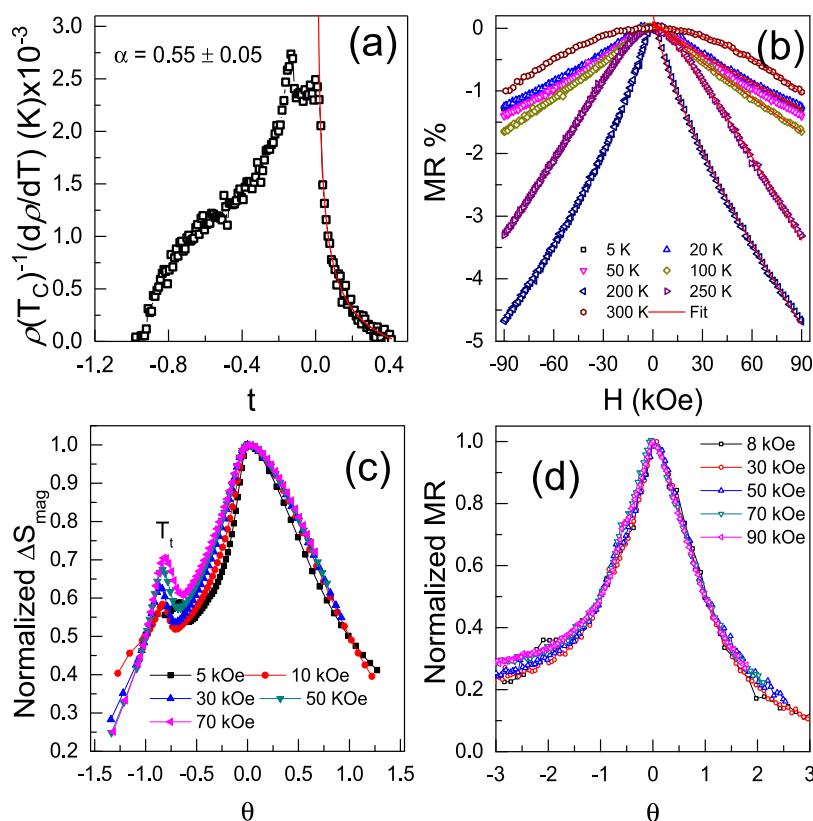 (a)
α = 0.55 ± 0.05
ρ(T_C)⁻¹(dρ/dT) (K)x10⁻³
3.0
2.5
2.0
1.5
1.0
0.5
0.0
-1.2 -0.8 -0.4 0.0 0.4
t
(b)
MR %
0
-1
-2
-3
-4
-5
5 K 20 K
50 K 100 K
200 K 250 K
300 K Fit
-90 -60 -30 0 30 60 90
H (kOe)
(c)
Normalized ΔS_mag
1.0
0.9
0.8
0.7
0.6
0.5
0.4
0.3
0.2
T_t
5 kOe 10 kOe
30 kOe 50 KOe
70 kOe
-1.5 -1.0 -0.5 0.0 0.5 1.0 1.5
θ
(d)
Normalized MR
1.0
0.8
0.6
0.4
0.2
0.0
8 kOe
30 kOe
50 kOe
70 kOe
90 kOe
-3 -2 -1 0 1 2 3
θ